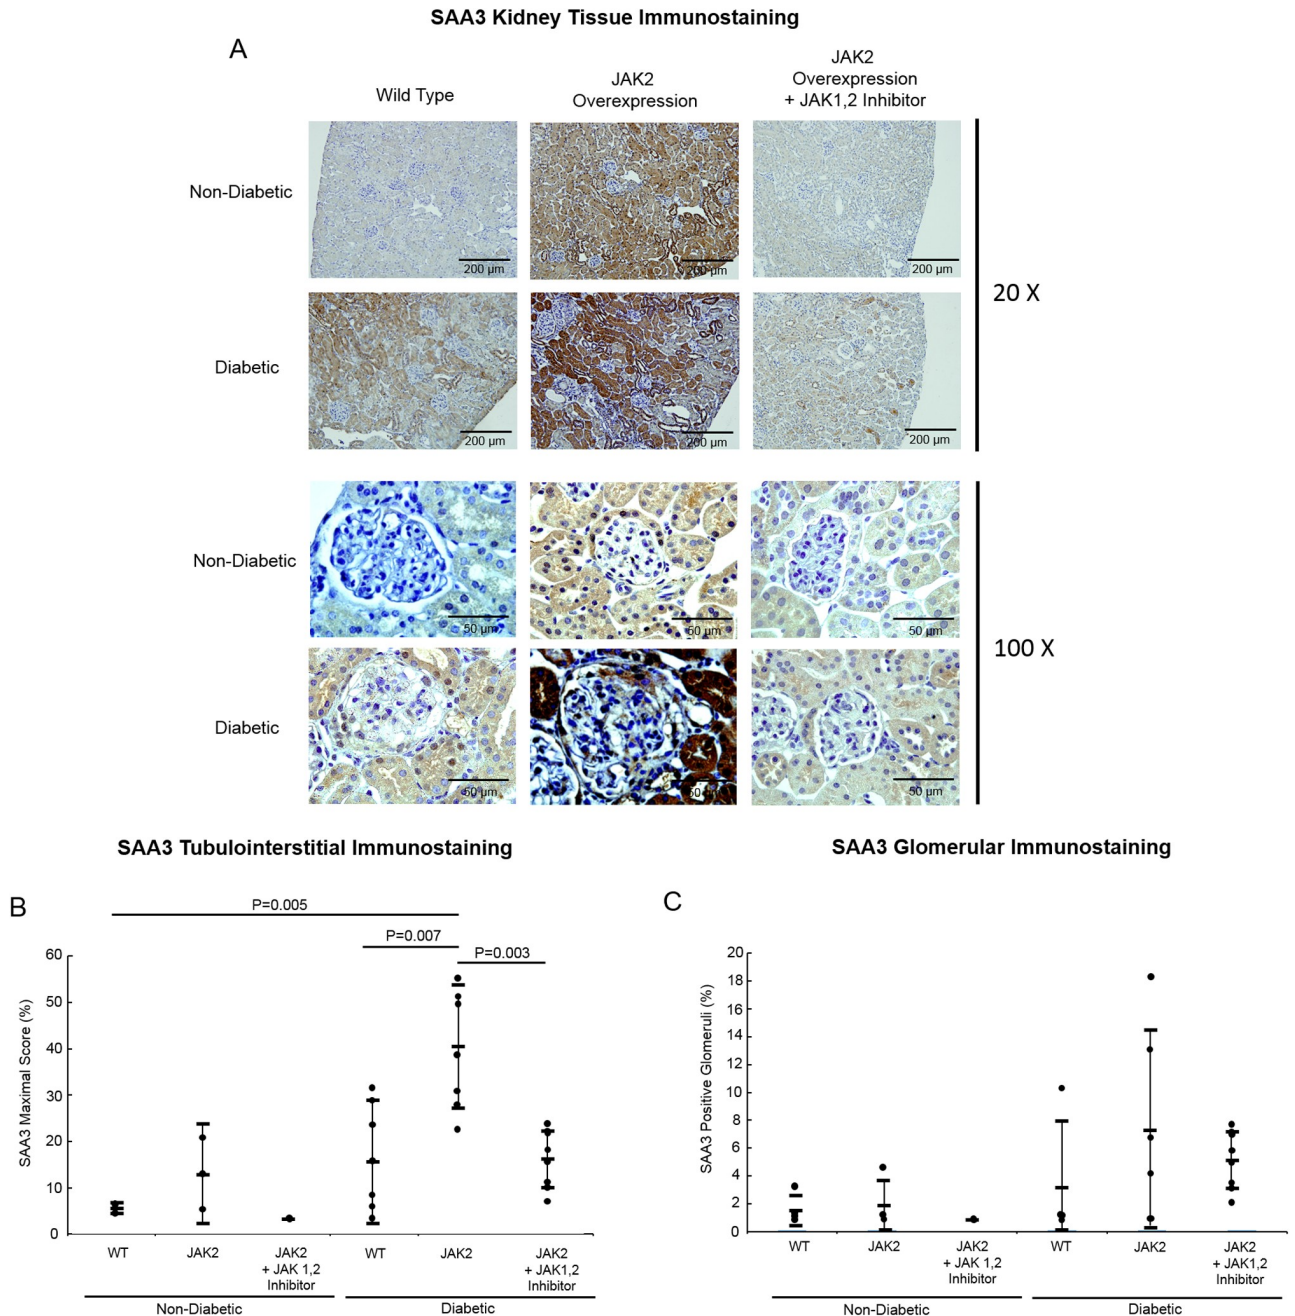 SAA3 Kidney Tissue Immunostaining
A
Wild Type
JAK2
Overexpression
JAK2
Overexpression
+ JAK1,2 Inhibitor
Non-Diabetic
200 µm
200 µm
200 µm
20 X
Diabetic
200 µm
200 µm
200 µm
Non-Diabetic
50 µm
50 µm
50 µm
100 X
Diabetic
50 µm
50 µm
50 µm
SAA3 Tubulointerstitial Immunostaining
B
P=0.005
P=0.007
P=0.003
SAA3 Maximal Score (%)
60
50
40
30
20
10
0
WT
JAK2
JAK2
+ JAK 1,2
Inhibitor
WT
JAK2
JAK2
+ JAK1,2
Inhibitor
Non-Diabetic
Diabetic
SAA3 Glomerular Immunostaining
C
SAA3 Positive Glomeruli (%)
20
18
16
14
12
10
8
6
4
2
0
WT
JAK2
JAK2
+ JAK 1,2
Inhibitor
WT
JAK2
JAK2
+ JAK1,2
Inhibitor
Non-Diabetic
Diabetic